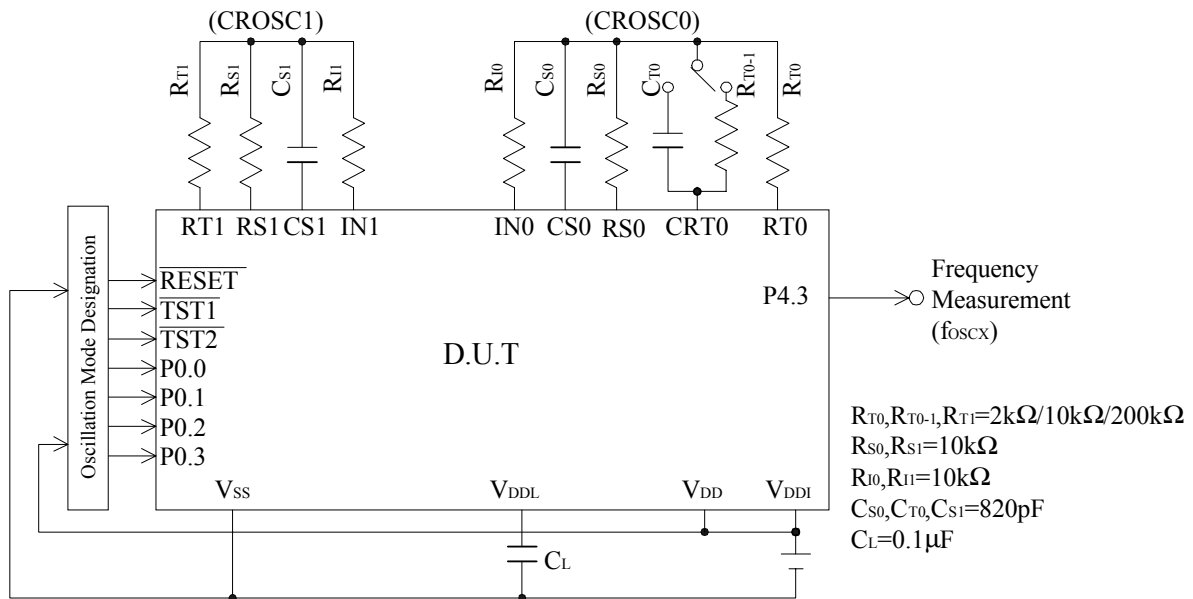 (CROSC1)
(CROSC0)
RT1
RS1
CS1
RI1
RI0
CS0
RS0
CT0
RT0-1
RT0
RT1 RS1 CS1 IN1
IN0 CS0 RS0 CRT0 RT0
Oscillation Mode Designation
RESET
TST1
TST2
P0.0
P0.1
P0.2
P0.3
D.U.T
P4.3
Frequency
Measurement
(fOSCX)
VSS
VDDL
VDD
VDDI
CL
RT0,RT0-1,RT1=2kΩ/10kΩ/200kΩ
RS0,RS1=10kΩ
RI0,RI1=10kΩ
CS0,CT0,CS1=820pF
CL=0.1μF